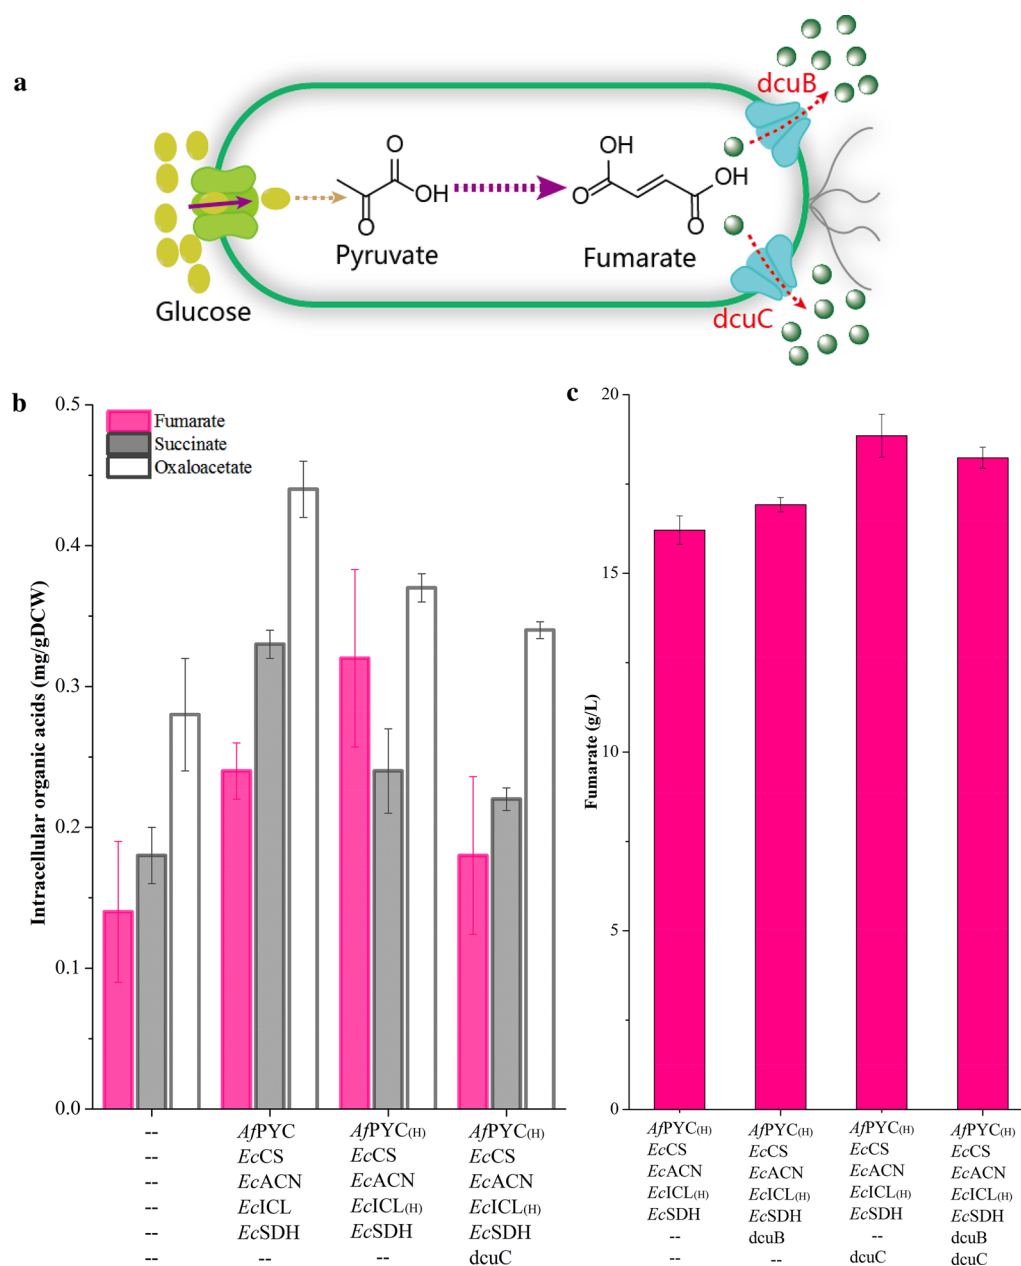 a
dcuB
OH
O
OH
O
OH
O
O
Pyruvate
Fumarate
Glucose
dcuC
b
0.5
0.4
0.3
0.2
0.1
0.0
Intracellular organic acids (mg/gDCW)
Fumarate
Succinate
Oxaloacetate
-- AfPYC AfPYC(H) AfPYC(H)
-- EcCS EcCS EcCS
-- EcACN EcACN EcACN
-- EcICL EcICL(H) EcICL(H)
-- EcSDH EcSDH EcSDH
-- -- -- dcuC
c
20
15
10
5
0
Fumarate (g/L)
AfPYC(H) AfPYC(H) AfPYC(H) AfPYC(H)
EcCS EcCS EcCS EcCS
EcACN EcACN EcACN EcACN
EcICL(H) EcICL(H) EcICL(H) EcICL(H)
EcSDH EcSDH EcSDH EcSDH
-- dcuB -- dcuB
-- -- dcuC dcuC